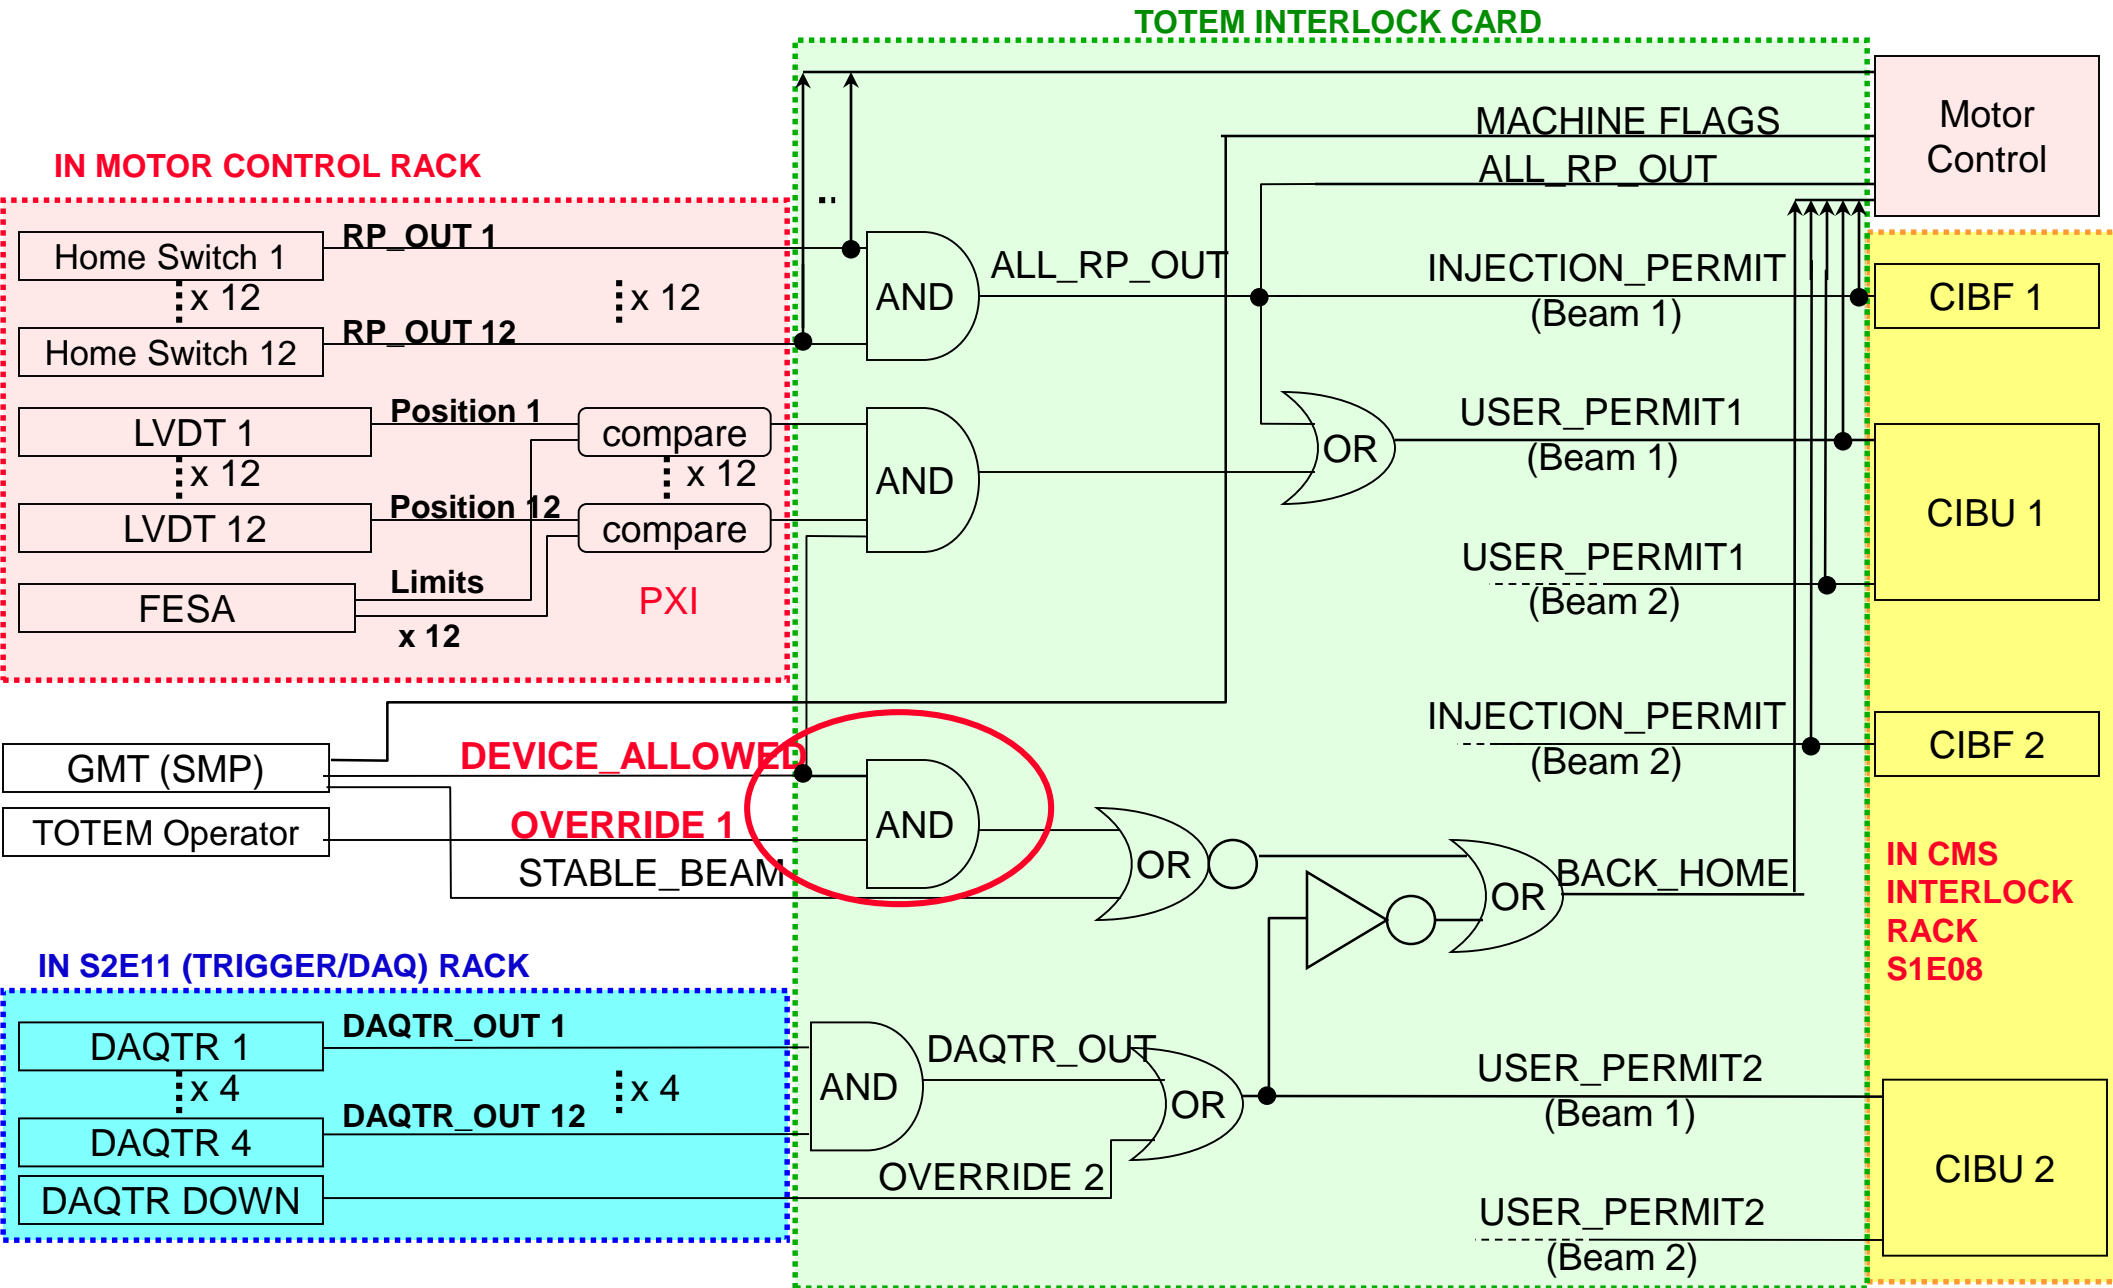 TOTEM INTERLOCK CARD
MACHINE FLAGS
ALL_RP_OUT
Motor
Control
IN MOTOR CONTROL RACK
..
Home Switch 1
RP_OUT 1
x 12
x 12
Home Switch 12
RP_OUT 12
AND
ALL_RP_OUT
INJECTION_PERMIT
(Beam 1)
CIBF 1
LVDT 1
Position 1
compare
x 12
x 12
LVDT 12
Position 12
compare
FESA
Limits
x 12
PXI
AND
OR
USER_PERMIT1
(Beam 1)
USER_PERMIT1
(Beam 2)
CIBU 1
INJECTION_PERMIT
(Beam 2)
CIBF 2
GMT (SMP)
DEVICE_ALLOWED
TOTEM Operator
OVERRIDE 1
STABLE_BEAM
AND
OR
OR
BACK_HOME
IN CMS
INTERLOCK
RACK
S1E08
IN S2E11 (TRIGGER/DAQ) RACK
DAQTR 1
DAQTR_OUT 1
x 4
x 4
DAQTR 4
DAQTR_OUT 12
DAQTR DOWN
AND
DAQTR_OUT
OR
OVERRIDE 2
USER_PERMIT2
(Beam 1)
USER_PERMIT2
(Beam 2)
CIBU 2